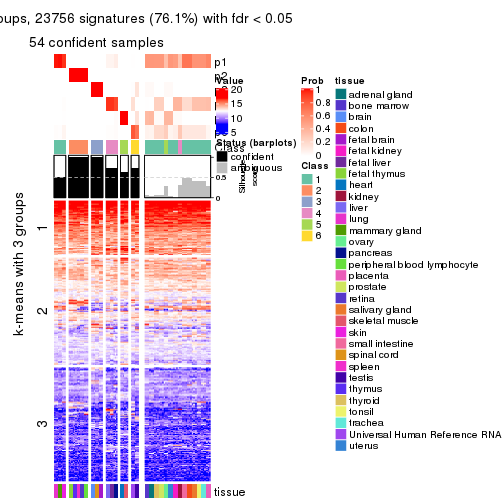 oups, 23756 signatures (76.1%) with fdr < 0.05
54 confident samples
p1
p2
Value
20
15
10
5
Class
Status (barplots)
confident
ambiguous
1
0.5
0
Silhouette
score
k-means with 3 groups
1
2
3
tissue
Prob
1
0.8
0.6
0.4
0.2
0
Class
1
2
3
4
5
6
tissue
adrenal gland
bone marrow
brain
colon
fetal brain
fetal kidney
fetal liver
fetal thymus
heart
kidney
liver
lung
mammary gland
ovary
pancreas
peripheral blood lymphocyte
placenta
prostate
retina
salivary gland
skeletal muscle
skin
small intestine
spinal cord
spleen
testis
thymus
thyroid
tonsil
trachea
Universal Human Reference RNA
uterus